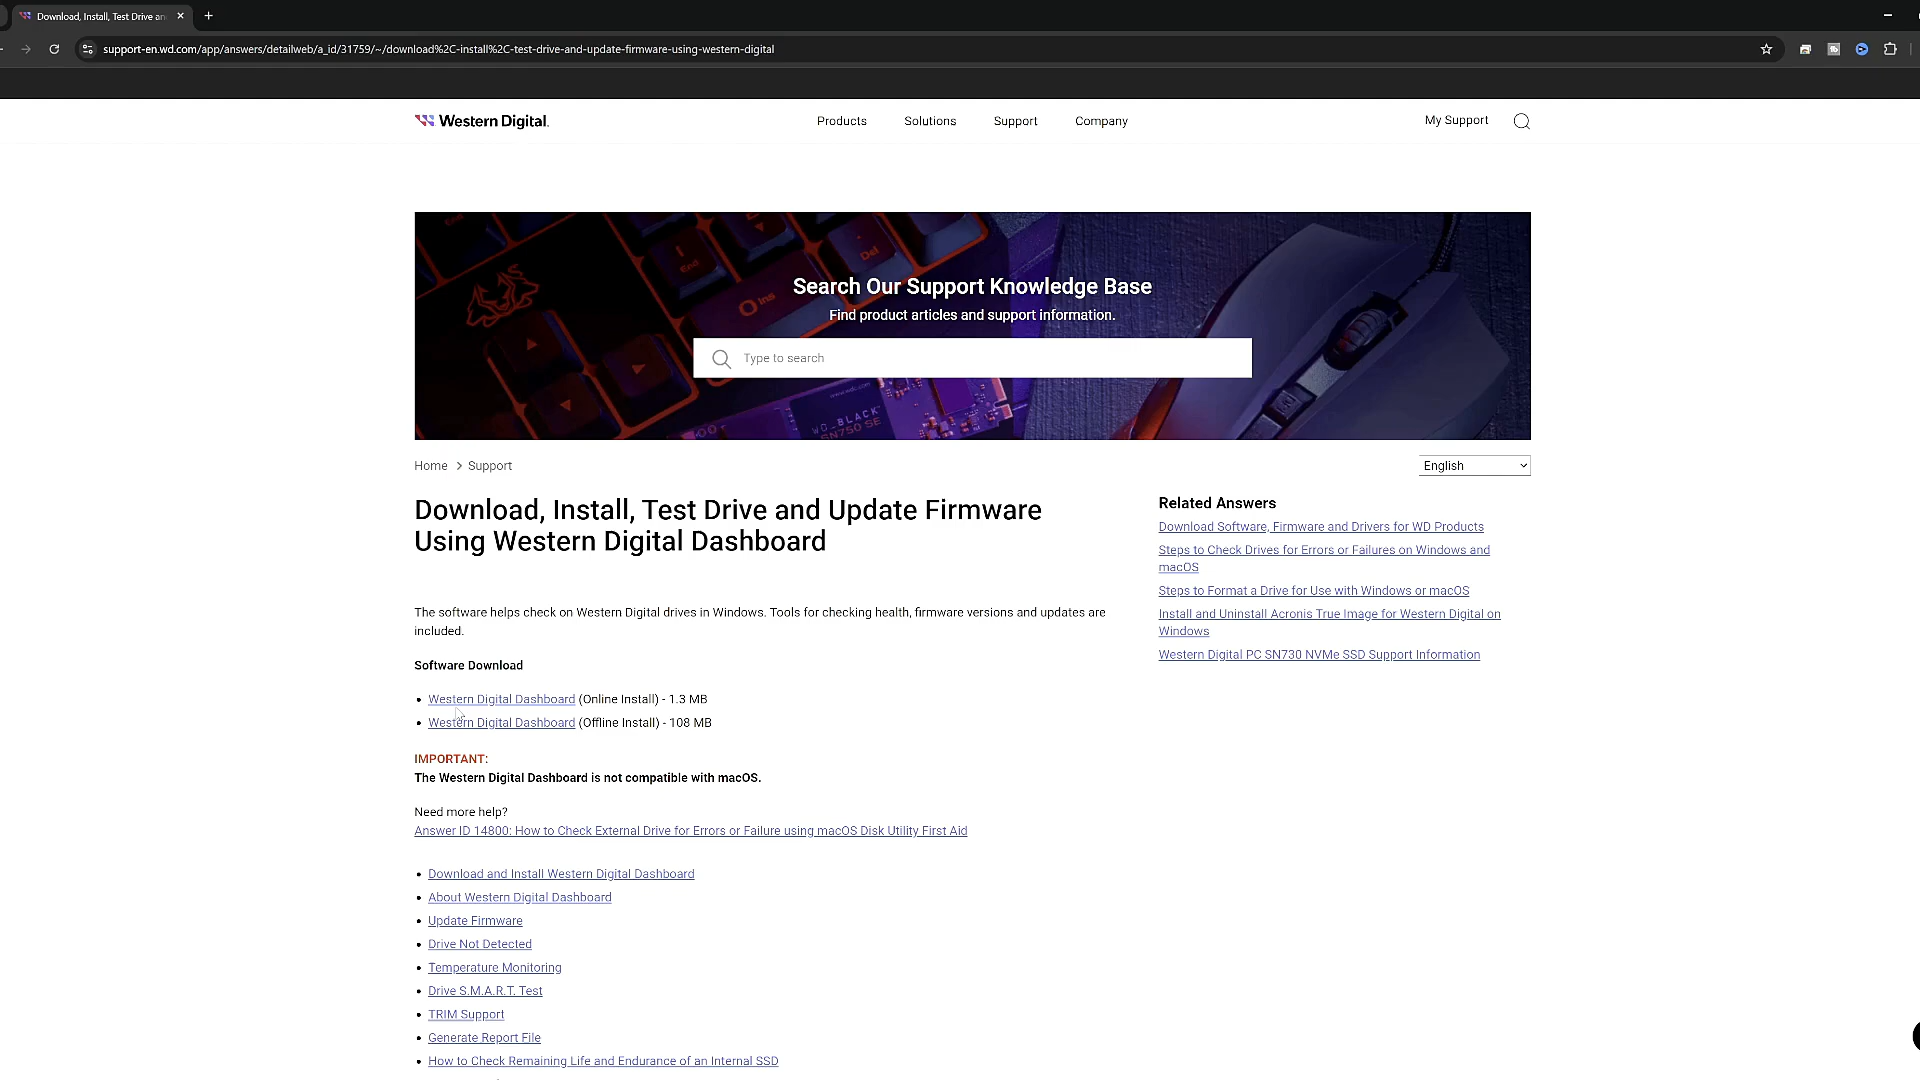 Download, Install, Test Drive an
support-en.wd.com/app/answers/detailweb/a_id/31759/~/download%2C-install%2C-test-drive-and-update-firmware-using-western-digital
Western Digital.
Products
Solutions
Support
Company
My Support
End
Del
End
Ins
Search Our Support Knowledge Base
Find product articles and support information.
Type to search
WD_BLACK
SN750 SE
Home
Support
English
Download, Install, Test Drive and Update Firmware
Using Western Digital Dashboard
The software helps check on Western Digital drives in Windows. Tools for checking health, firmware versions and updates are
included.
Software Download
• Western Digital Dashboard (Online Install) - 1.3 MB
• Western Digital Dashboard (Offline Install) - 108 MB
IMPORTANT:
The Western Digital Dashboard is not compatible with macOS.
Need more help?
Answer ID 14800: How to Check External Drive for Errors or Failure using macOS Disk Utility First Aid
• Download and Install Western Digital Dashboard
• About Western Digital Dashboard
• Update Firmware
• Drive Not Detected
• Temperature Monitoring
• Drive S.M.A.R.T. Test
• TRIM Support
• Generate Report File
• How to Check Remaining Life and Endurance of an Internal SSD
Related Answers
Download Software, Firmware and Drivers for WD Products
Steps to Check Drives for Errors or Failures on Windows and
macOS
Steps to Format a Drive for Use with Windows or macOS
Install and Uninstall Acronis True Image for Western Digital on
Windows
Western Digital PC SN730 NVMe SSD Support Information